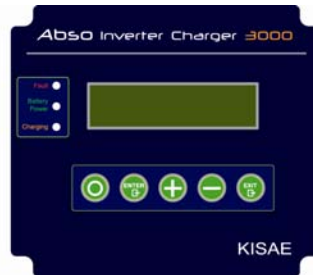 Abso Inverter Charger 3000
Fault
Battery
Power
Charging
ENTER
EXIT
KISAE